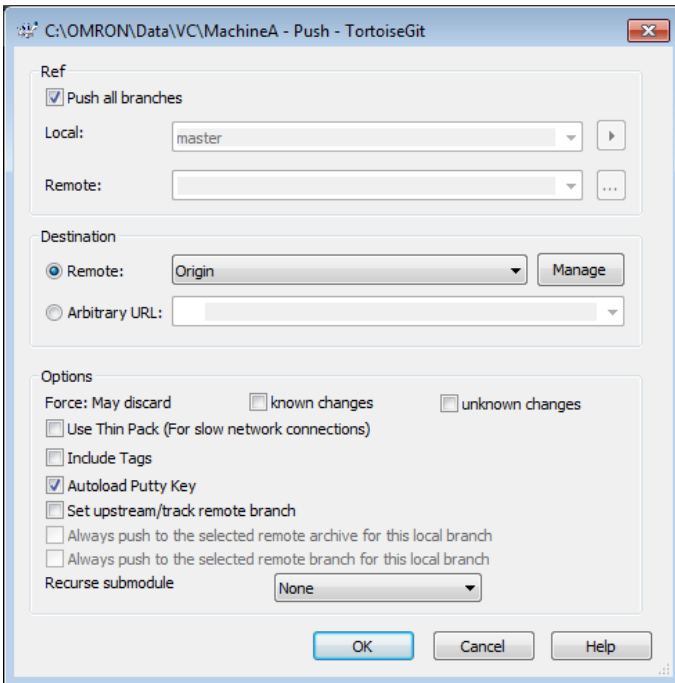 C:\OMRON\Data\VC\MachineA - Push - TortoiseGit
Ref
Push all branches
Local:
master
Remote:
...
Destination
Remote:
Origin
Manage
Arbitrary URL:
Options
Force: May discard
known changes
unknown changes
Use Thin Pack (For slow network connections)
Include Tags
Autoload Putty Key
Set upstream/track remote branch
Always push to the selected remote archive for this local branch
Always push to the selected remote branch for this local branch
Recurse submodule
None
OK
Cancel
Help